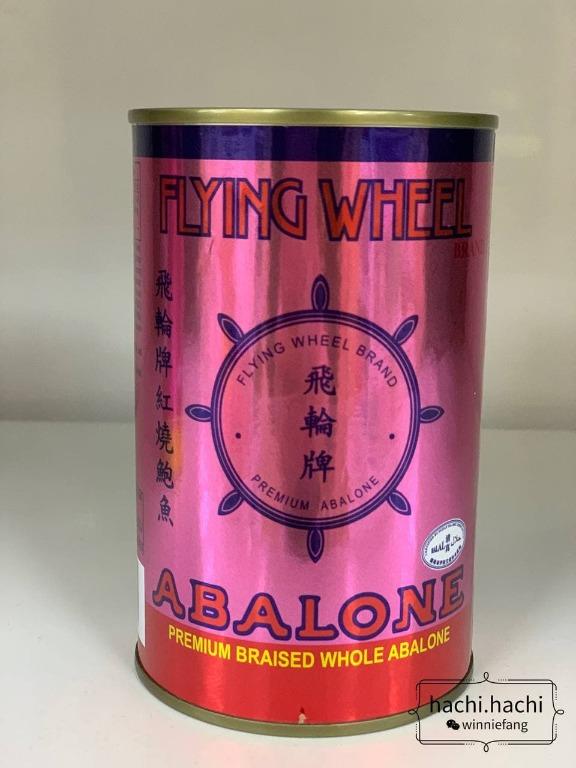 FLYING WHEEL
BRAND
飛輪牌紅燒鮑魚
FLYING WHEEL BRAND
飛輪牌
PREMIUM ABALONE
HALAL
ABALONE
PREMIUM BRAISED WHOLE ABALONE
hachi.hachi
winniefang